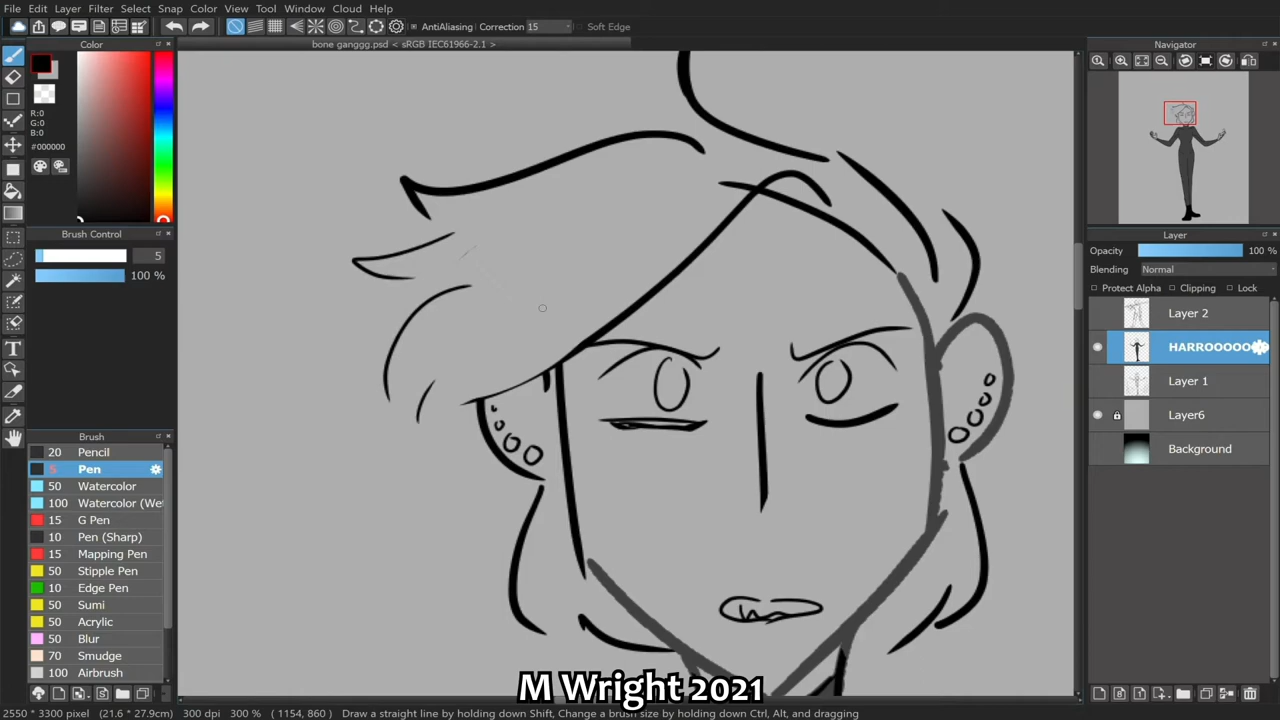 File Edit Layer Filter Select Snap Color View Tool Window Cloud Help
AntiAliasing Correction 15 Soft Edge
bone ganggg.psd < sRGB IEC61966-2.1 >
Color
R:0
G:0
B:0
#000000
Brush Control
5
100 %
Brush
20 Pencil
5 Pen
50 Watercolor
100 Watercolor (Wet
15 G Pen
10 Pen (Sharp)
15 Mapping Pen
50 Stipple Pen
10 Edge Pen
50 Sumi
50 Acrylic
50 Blur
70 Smudge
100 Airbrush
Navigator
Layer
Opacity 100 %
Blending Normal
Protect Alpha Clipping Lock
Layer 2
HARROOOOO
Layer 1
Layer6
Background
M Wright 2021
2550 * 3300 pixel (21.6 * 27.9cm) 300 dpi 300 % ( 1154, 860 ) Draw a straight line by holding down Shift, Change a brush size by holding down Ctrl, Alt, and dragging